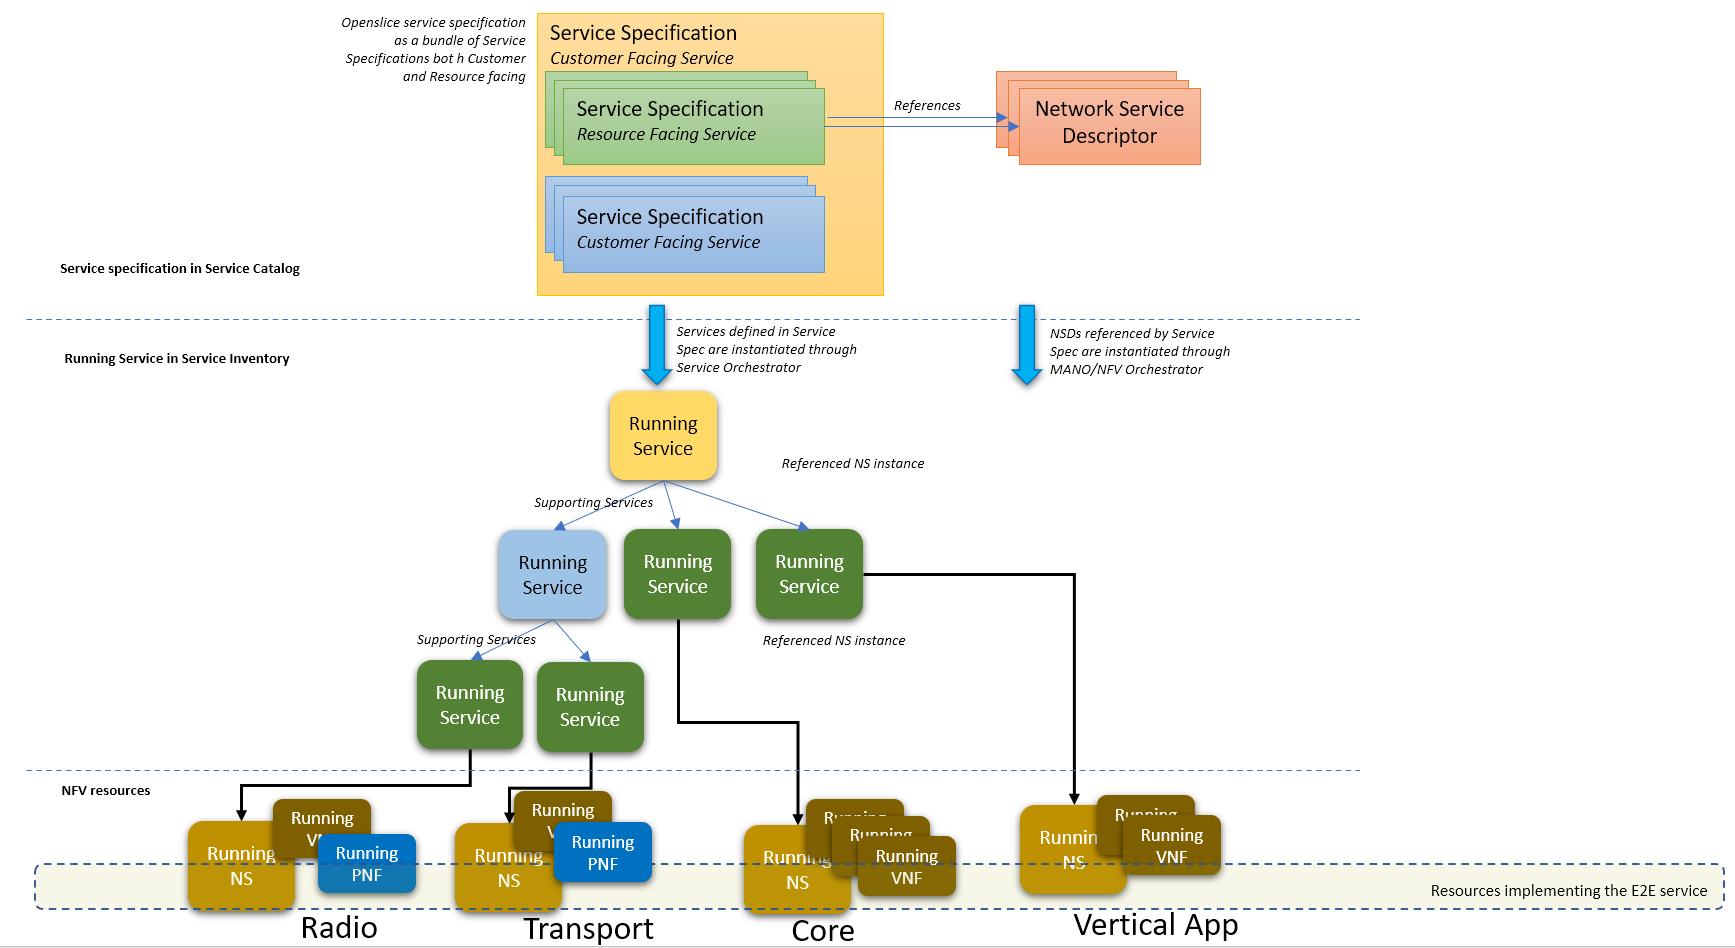 Openslice service specification
as a bundle of Service
Specifications bot h Customer
and Resource facing
Service Specification
Customer Facing Service
Service Specification
Resource Facing Service
References
Network Service
Descriptor
Service Specification
Customer Facing Service
Service specification in Service Catalog
Running Service in Service Inventory
Services defined in Service
Spec are instantiated through
Service Orchestrator
NSDs referenced by Service
Spec are instantiated through
MANO/NFV Orchestrator
Running
Service
Referenced NS instance
Supporting Services
Running
Service
Running
Service
Running
Service
Supporting Services
Referenced NS instance
Running
Service
Running
Service
NFV resources
Running
NS
Running
Running
PNF
Running
NS
Running
Running
PNF
Running
NS
Running
Running
Running
VNF
Running
NS
Running
Running
VNF
Resources implementing the E2E service
Radio
Transport
Core
Vertical App